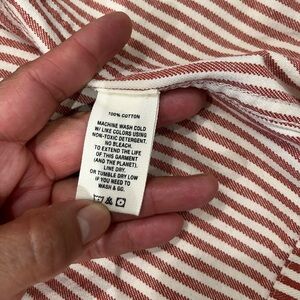 100% COTTON
MACHINE WASH COLD
W/ LIKE COLORS USING
NON-TOXIC DETERGENT.
NO BLEACH.
TO EXTEND THE LIFE
OF THIS GARMENT
(AND THE PLANET),
LINE DRY.
OR TUMBLE DRY LOW
IF YOU NEED TO
WASH & GO.